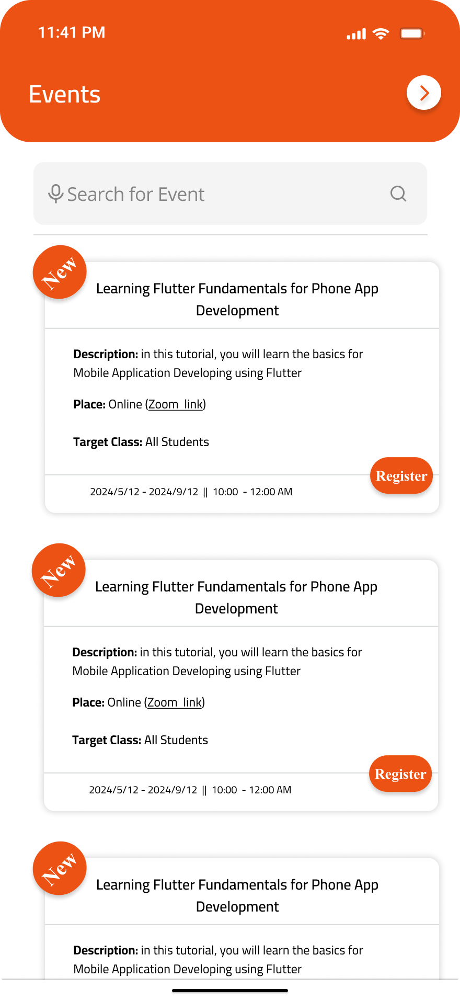 11:41 PM
Events
Search for Event
New
Learning Flutter Fundamentals for Phone App
Development
Description: in this tutorial, you will learn the basics for
Mobile Application Developing using Flutter
Place: Online (Zoom  link)
Target Class: All Students
Register
2024/5/12 - 2024/9/12  ||  10:00  - 12:00 AM
New
Learning Flutter Fundamentals for Phone App
Development
Description: in this tutorial, you will learn the basics for
Mobile Application Developing using Flutter
Place: Online (Zoom  link)
Target Class: All Students
Register
2024/5/12 - 2024/9/12  ||  10:00  - 12:00 AM
New
Learning Flutter Fundamentals for Phone App
Development
Description: in this tutorial, you will learn the basics for
Mobile Application Developing using Flutter